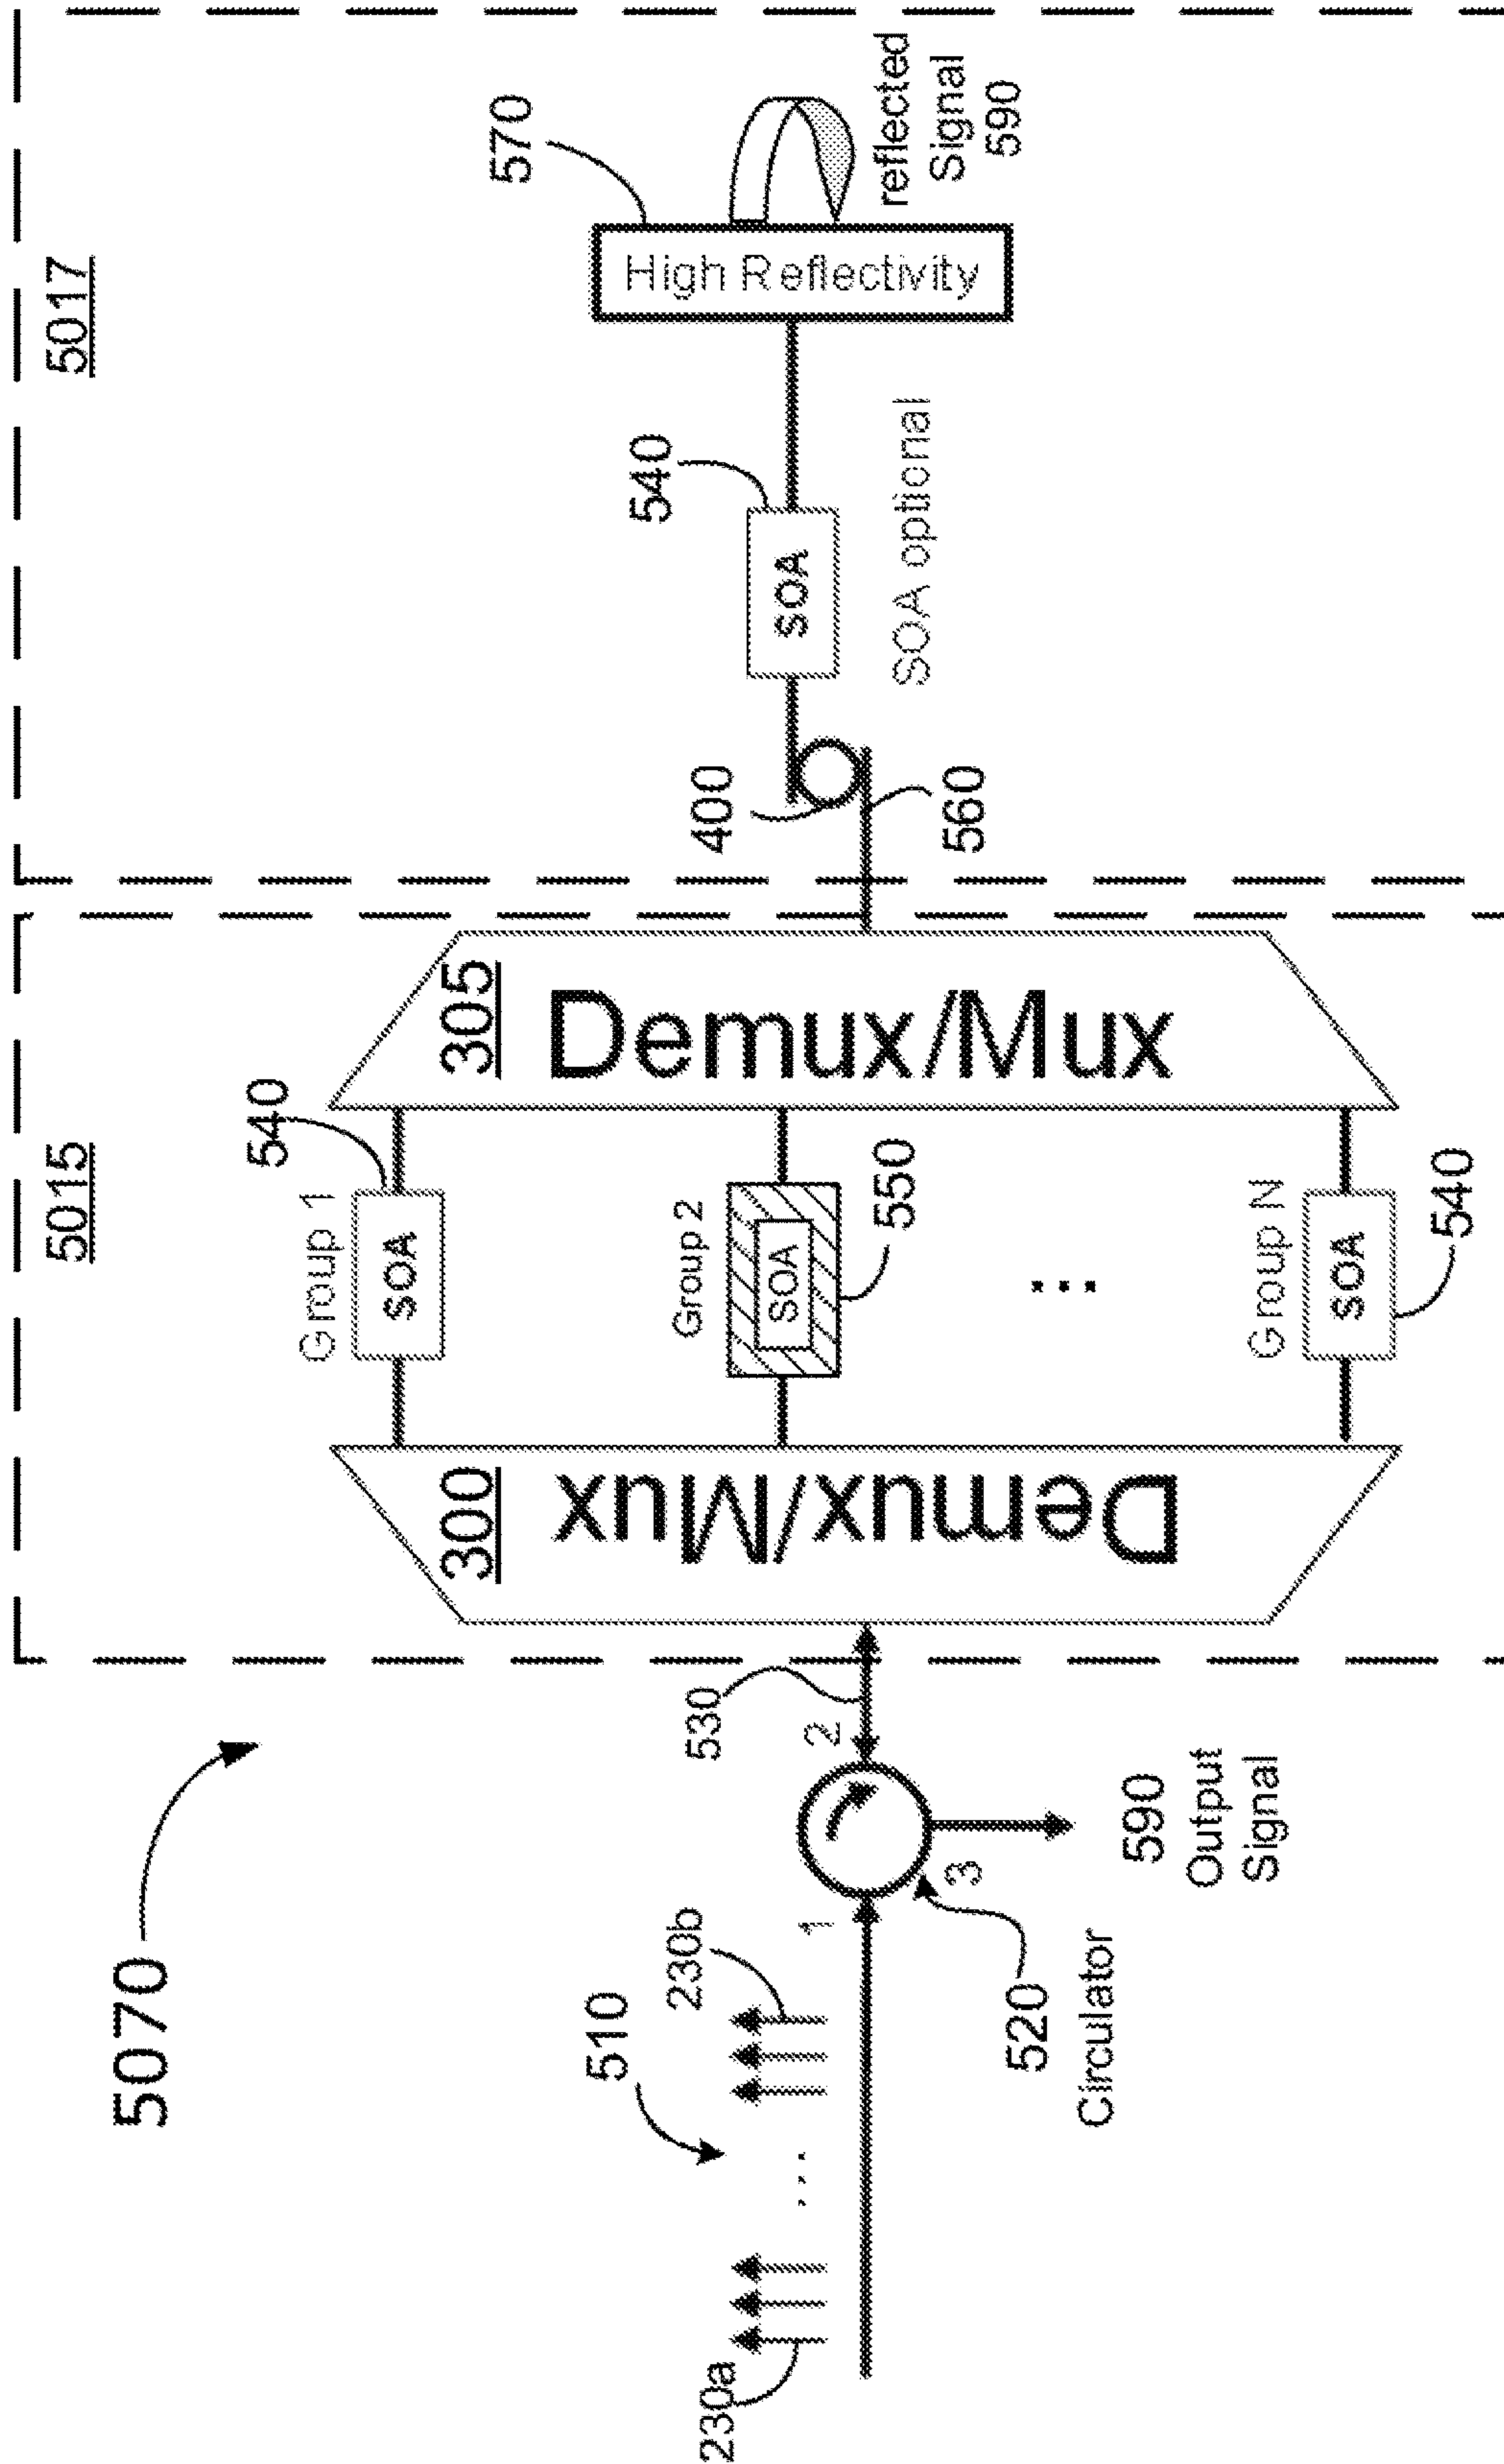 5070
5015
5017
230a
510
230b
1
2
3
530
520
Circulator
590
Output
Signal
300
Demux/Mux
Group 1
SOA
540
Group 2
SOA
550
...
Group N
SOA
540
305
Demux/Mux
400
560
SOA
540
SOA optional
High Reflectivity
570
reflected
Signal
590